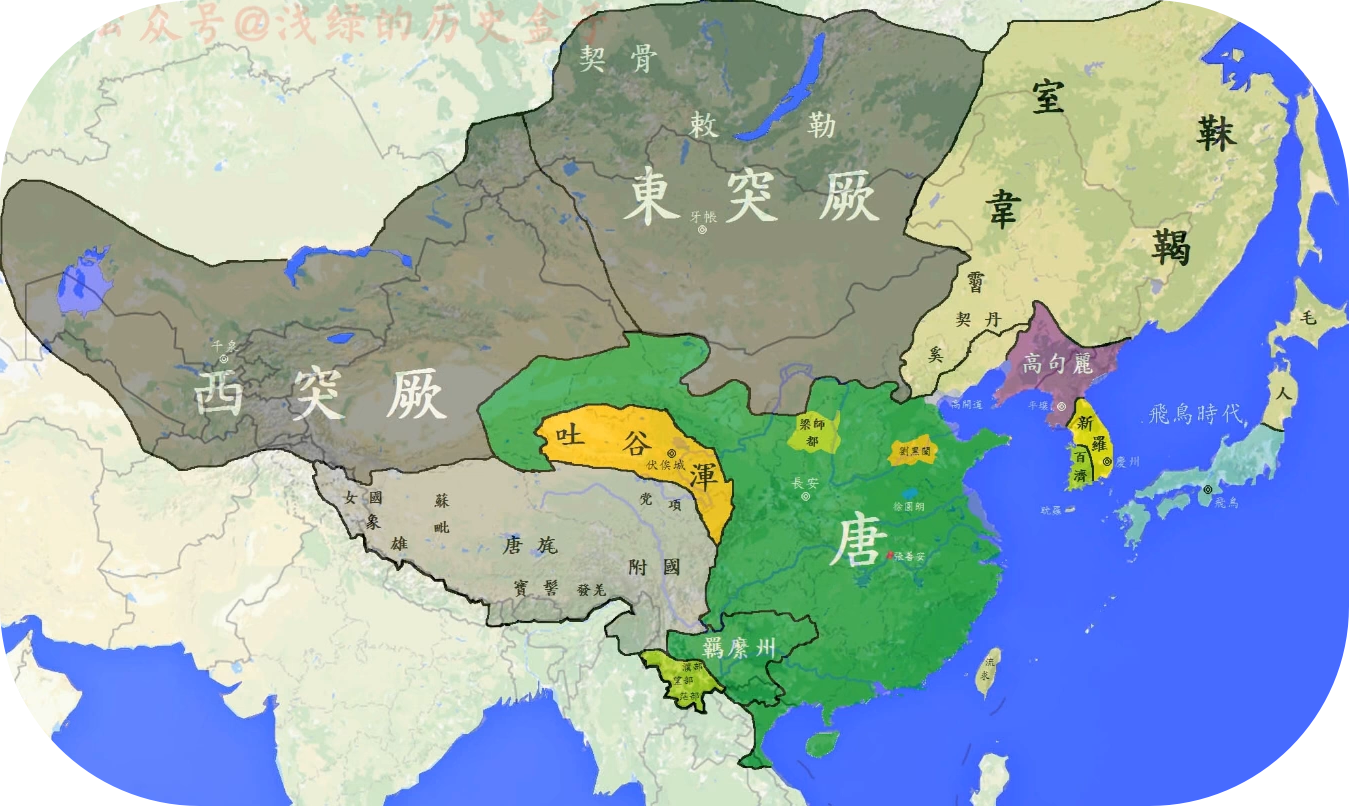 公众号@浅绿的历史盒子
契骨
敕勒
東突厥
牙帳
室韋
靺鞨
霫
契丹
奚
高句麗
平壤
高開道
毛人
新羅
百濟
慶州
耽羅
飛鳥時代
飛鳥
千泉
西突厥
吐谷渾
伏俟城
梁師都
劉黑闥
長安
徐圓朗
唐
張善安
女國
象雄
蘇毗
党項
唐旄
附國
寶髻
發羌
羈縻州
流求